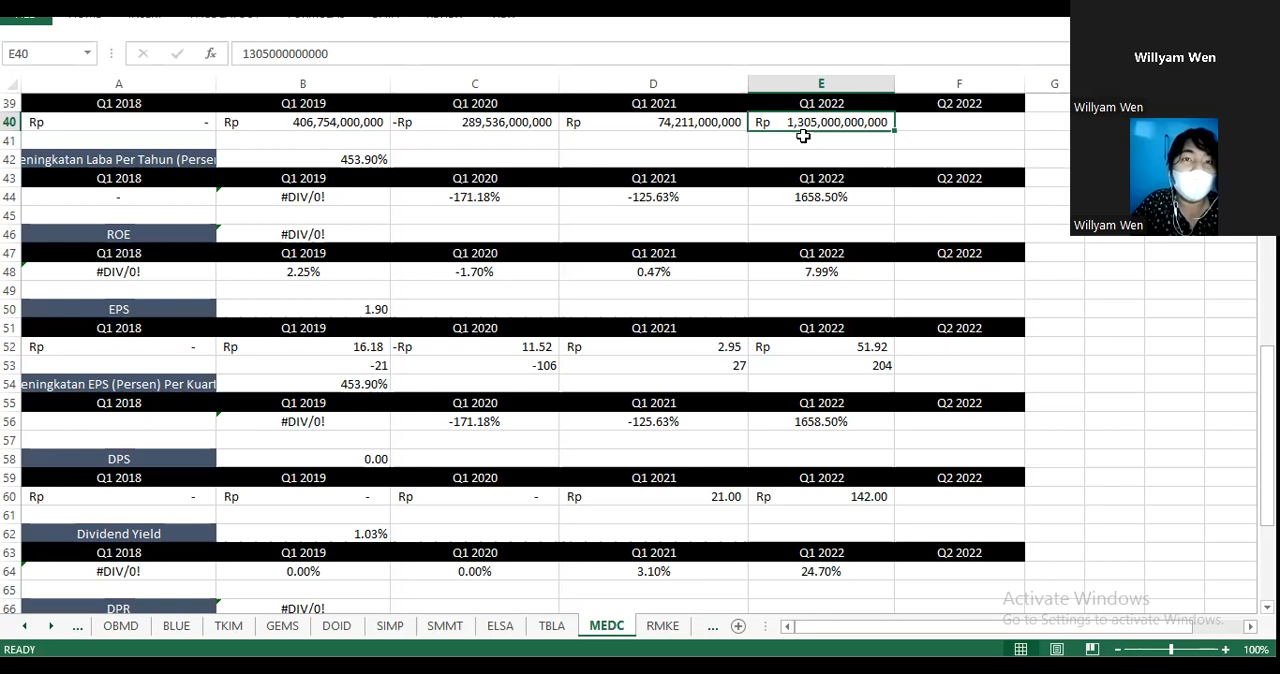 Willyam Wen
E40 fx 1305000000000
Willyam Wen
A B C D E F G
39 Q1 2018 Q1 2019 Q1 2020 Q1 2021 Q1 2022 Q2 2022
40 Rp - Rp 406,754,000,000 -Rp 289,536,000,000 Rp 74,211,000,000 Rp 1,305,000,000,000
41
42 eningkatan Laba Per Tahun (Perse 453.90%
43 Q1 2018 Q1 2019 Q1 2020 Q1 2021 Q1 2022 Q2 2022
44 - #DIV/0! -171.18% -125.63% 1658.50%
45
Willyam Wen
46 ROE #DIV/0!
47 Q1 2018 Q1 2019 Q1 2020 Q1 2021 Q1 2022 Q2 2022
48 #DIV/0! 2.25% -1.70% 0.47% 7.99%
49
50 EPS 1.90
51 Q1 2018 Q1 2019 Q1 2020 Q1 2021 Q1 2022 Q2 2022
52 Rp - Rp 16.18 -Rp 11.52 Rp 2.95 Rp 51.92
53 -21 -106 27 204
54 eningkatan EPS (Persen) Per Kuart 453.90%
55 Q1 2018 Q1 2019 Q1 2020 Q1 2021 Q1 2022 Q2 2022
56 #DIV/0! -171.18% -125.63% 1658.50%
57
58 DPS 0.00
59 Q1 2018 Q1 2019 Q1 2020 Q1 2021 Q1 2022 Q2 2022
60 Rp - Rp - Rp - Rp 21.00 Rp 142.00
61
62 Dividend Yield 1.03%
63 Q1 2018 Q1 2019 Q1 2020 Q1 2021 Q1 2022 Q2 2022
64 #DIV/0! 0.00% 0.00% 3.10% 24.70%
65
66 DPR #DIV/0!
Activate Windows
Go to Settings to activate Windows.
... OBMD BLUE TKIM GEMS DOID SIMP SMMT ELSA TBLA MEDC RMKE ...
READY 100%